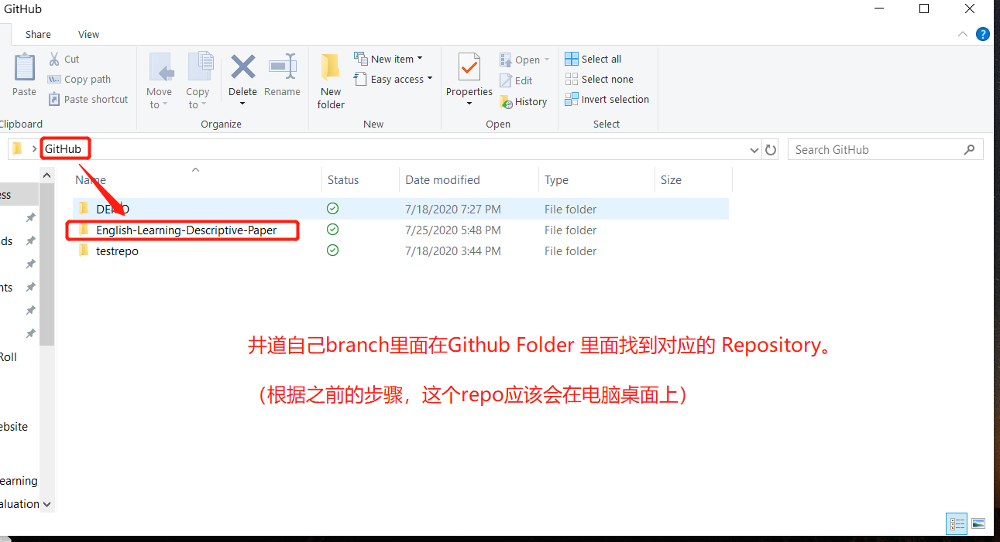 GitHub
Share View
Paste
Cut
Copy path
Paste shortcut
Clipboard
Move to
Copy to
Delete
Rename
Organize
New folder
New item
Easy access
New
Properties
Open
Edit
History
Open
Select all
Select none
Invert selection
Select
GitHub
Search GitHub
Name Status Date modified Type Size
DEMO 7/18/2020 7:27 PM File folder
English-Learning-Descriptive-Paper 7/25/2020 5:48 PM File folder
testrepo 7/18/2020 3:44 PM File folder
ess
ds
nts
Roll
ebsite
earning
aluation
井道自己branch里面在Github Folder 里面找到对应的 Repository。
（根据之前的步骤，这个repo应该会在电脑桌面上）